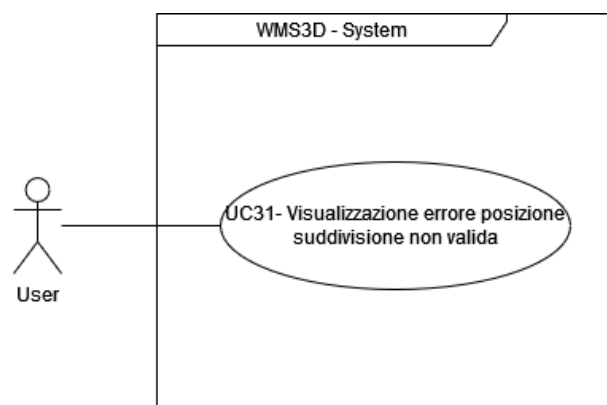 WMS3D - System
UC31- Visualizzazione errore posizione
suddivisione non valida
User